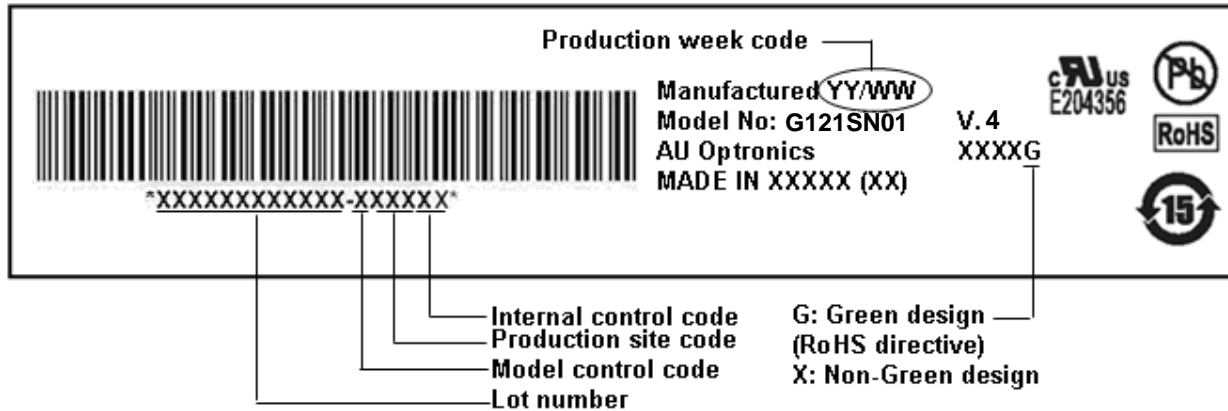 Production week code
Manufactured YY/WW
Model No: G121SN01 V.4
AU Optronics XXXXG
MADE IN XXXXX (XX)
*XXXXXXXXXXXX-XXXXXX*
c RU US
E204356
Pb
RoHS
15
Internal control code
Production site code
Model control code
Lot number
G: Green design
(RoHS directive)
X: Non-Green design